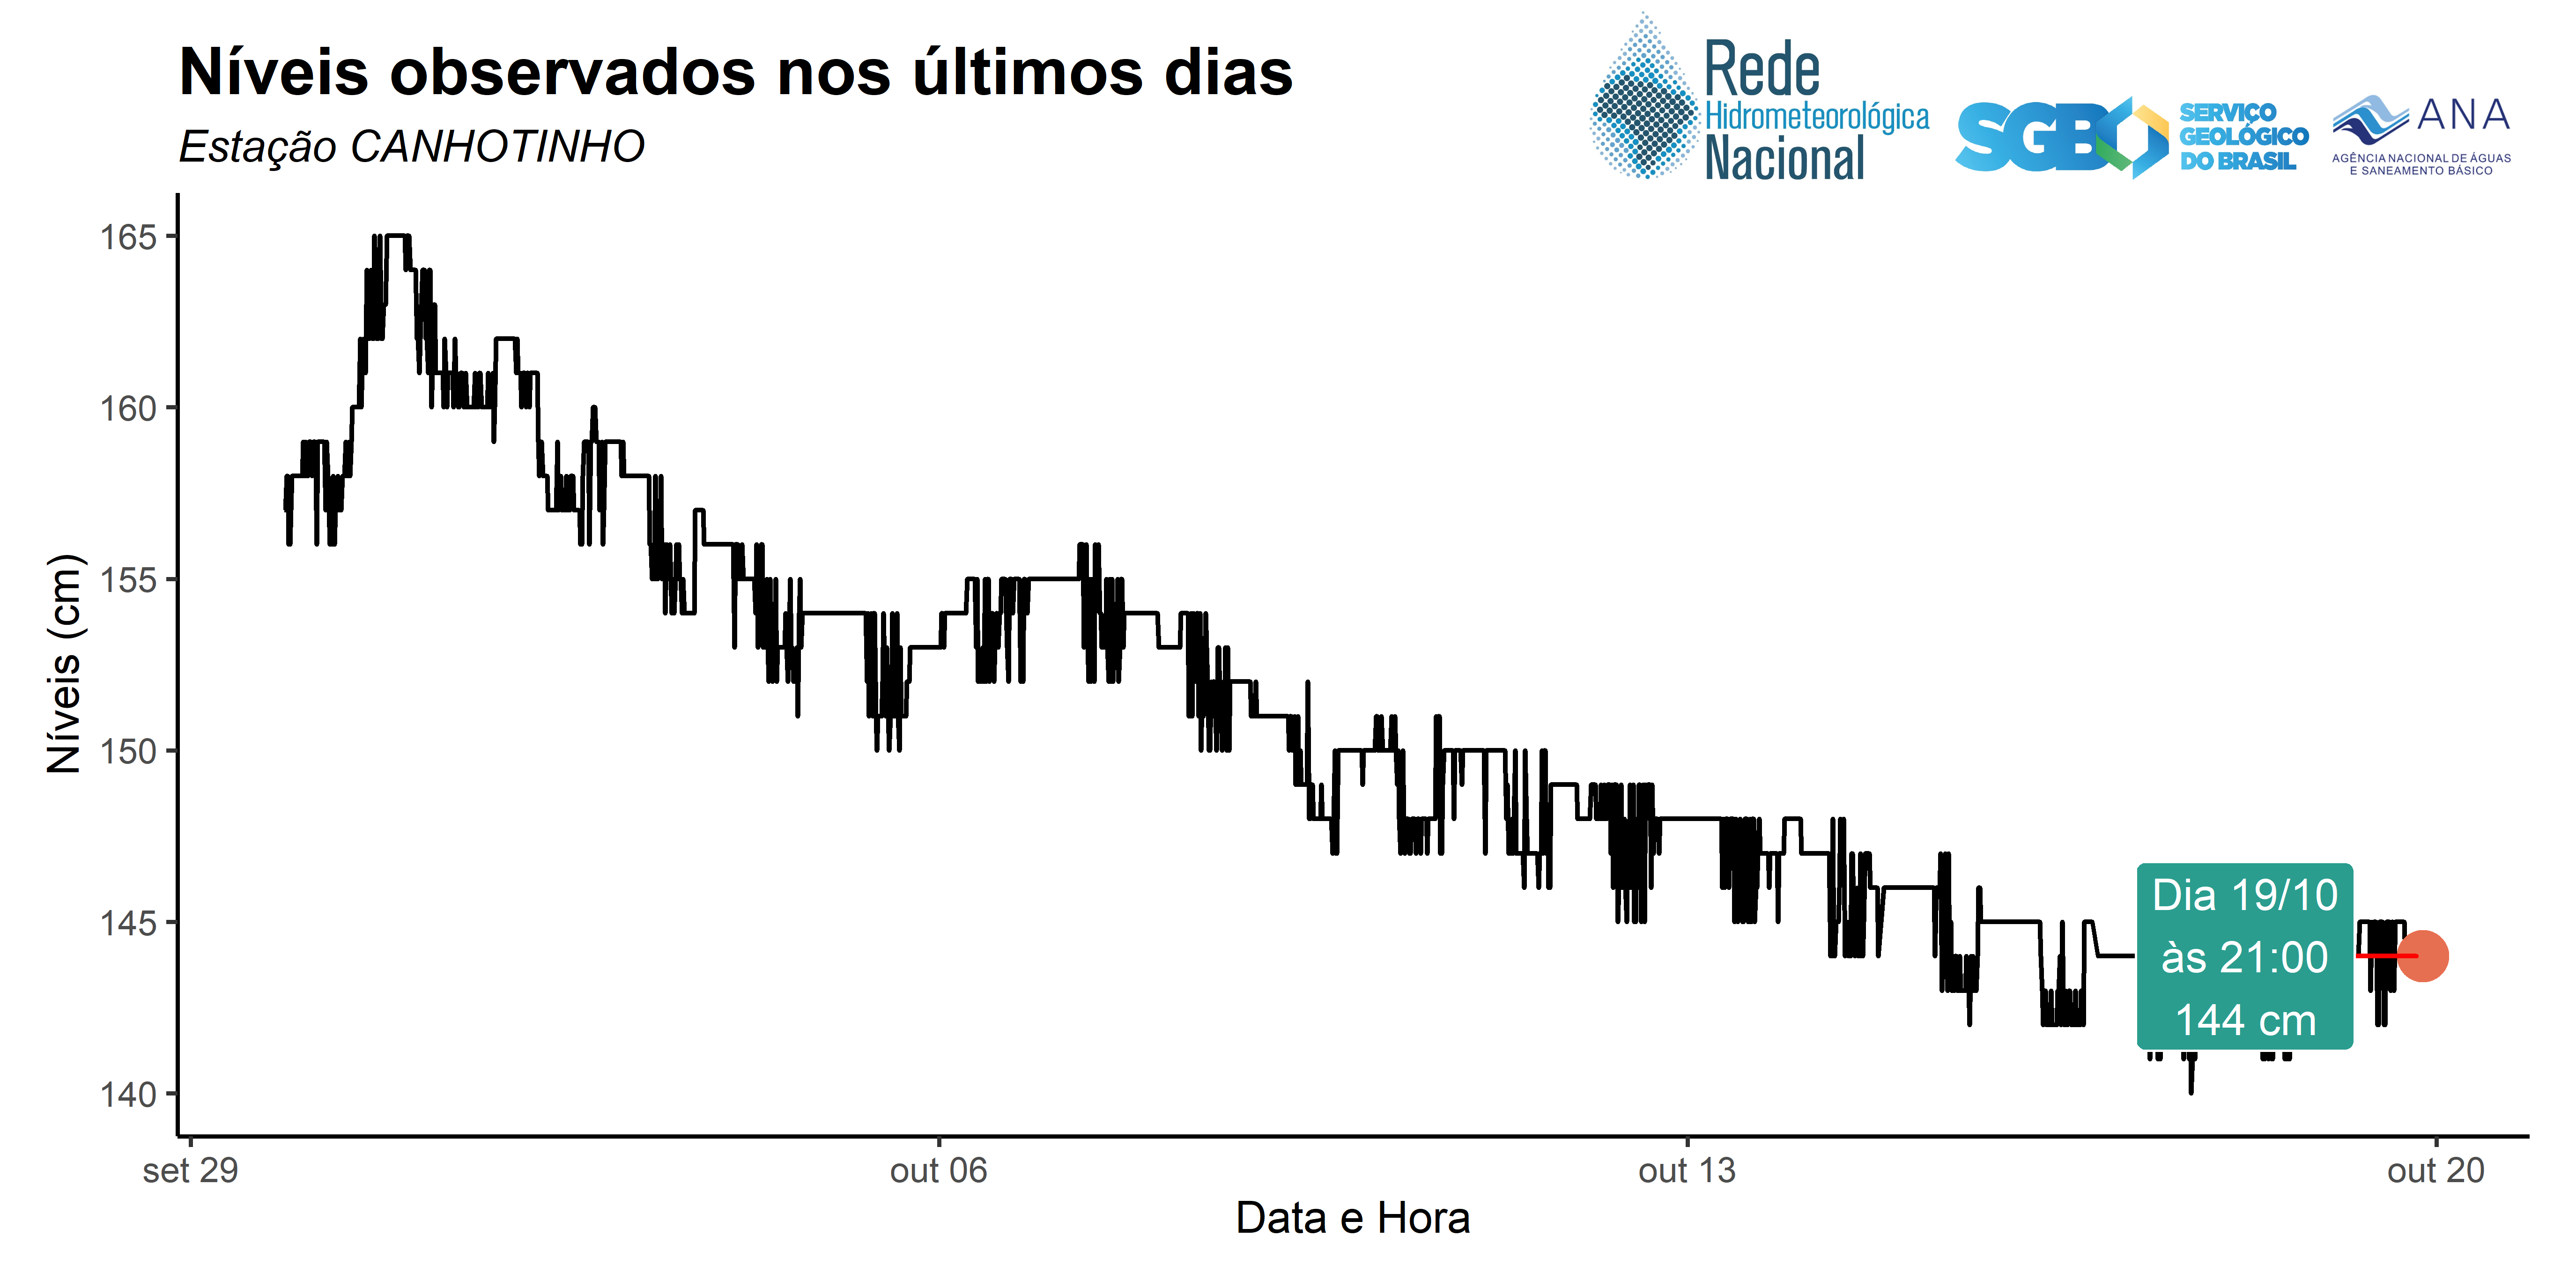 Níveis observados nos últimos dias
Estação CANHOTINHO
Rede
Hidrometeorológica
Nacional
SGB
SERVIÇO
GEOLÓGICO
DO BRASIL
ANA
AGÊNCIA NACIONAL DE ÁGUAS
E SANEAMENTO BÁSICO
Níveis (cm)
165
160
155
150
145
140
Dia 19/10
às 21:00
144 cm
set 29
out 06
out 13
out 20
Data e Hora